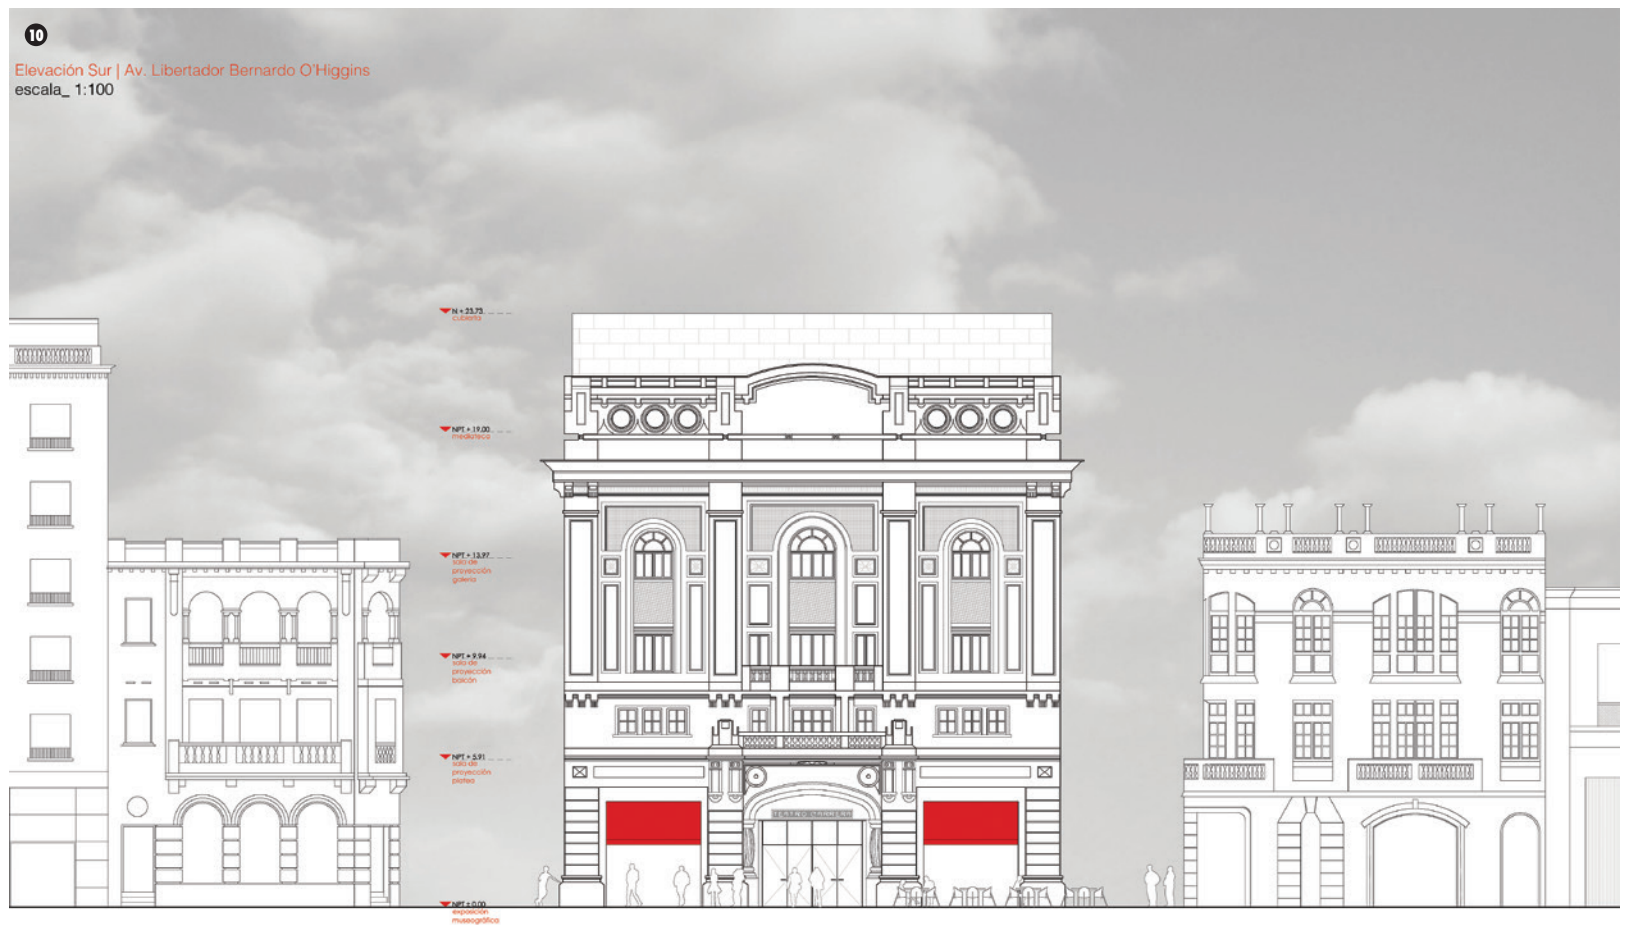 10
Elevación Sur | Av. Libertador Bernardo O'Higgins
escala_ 1:100
N + 23.73
cubierta
NPT + 19.00
mediateca
NPT + 13.97
sala de
proyección
galería
NPT + 9.94
sala de
proyección
balcón
NPT + 5.91
sala de
proyección
platea
TEATRO CARRERA
NPT ± 0.00
exposición
museográfica